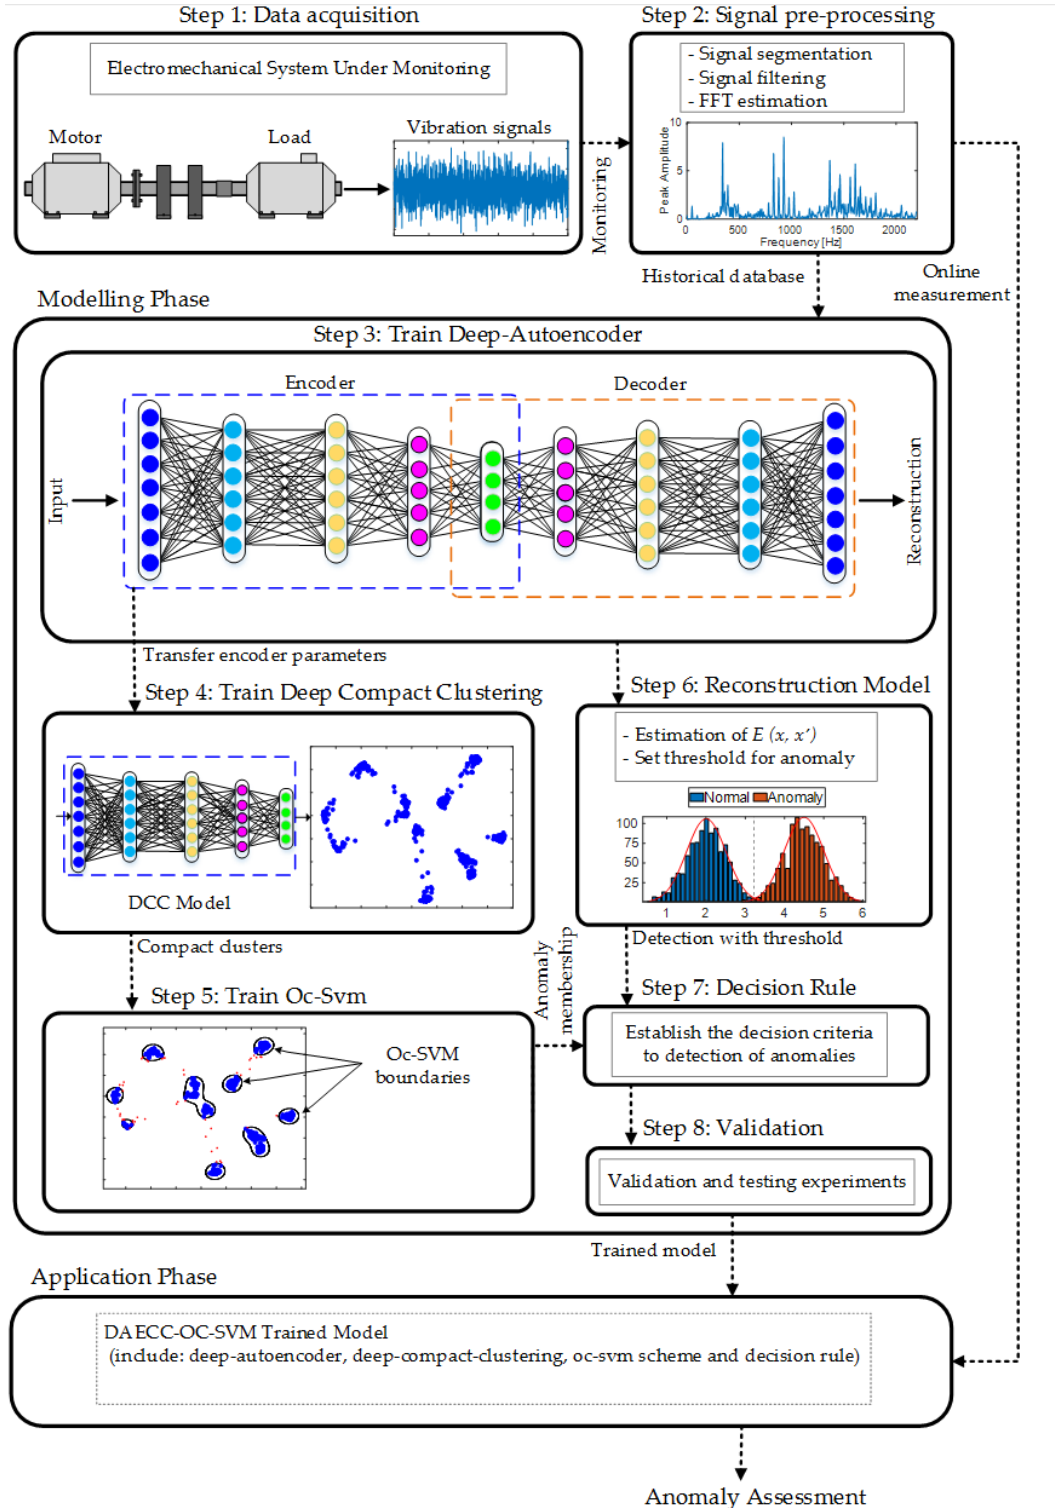 Step 1: Data acquisition
Step 2: Signal pre-processing
Electromechanical System Under Monitoring
Motor
Load
Vibration signals
Monitoring
- Signal segmentation
- Signal filtering
- FFT estimation
Peak Amplitude
10
5
0
0
500
1000
1500
2000
Frequency [Hz]
Historical database
Online
measurement
Modelling Phase
Step 3: Train Deep-Autoencoder
Encoder
Decoder
Input
Reconstruction
Transfer encoder parameters
Step 4: Train Deep Compact Clustering
DCC Model
Compact clusters
Step 6: Reconstruction Model
- Estimation of E (x, x')
- Set threshold for anomaly
Normal
Anomaly
100
75
50
25
1
2
3
4
5
6
Detection with threshold
Anomaly
membership
Step 5: Train Oc-Svm
Oc-SVM
boundaries
Step 7: Decision Rule
Establish the decision criteria
to detection of anomalies
Step 8: Validation
Validation and testing experiments
Trained model
Application Phase
DAECC-OC-SVM Trained Model
(include: deep-autoencoder, deep-compact-clustering, oc-svm scheme and decision rule)
Anomaly Assessment